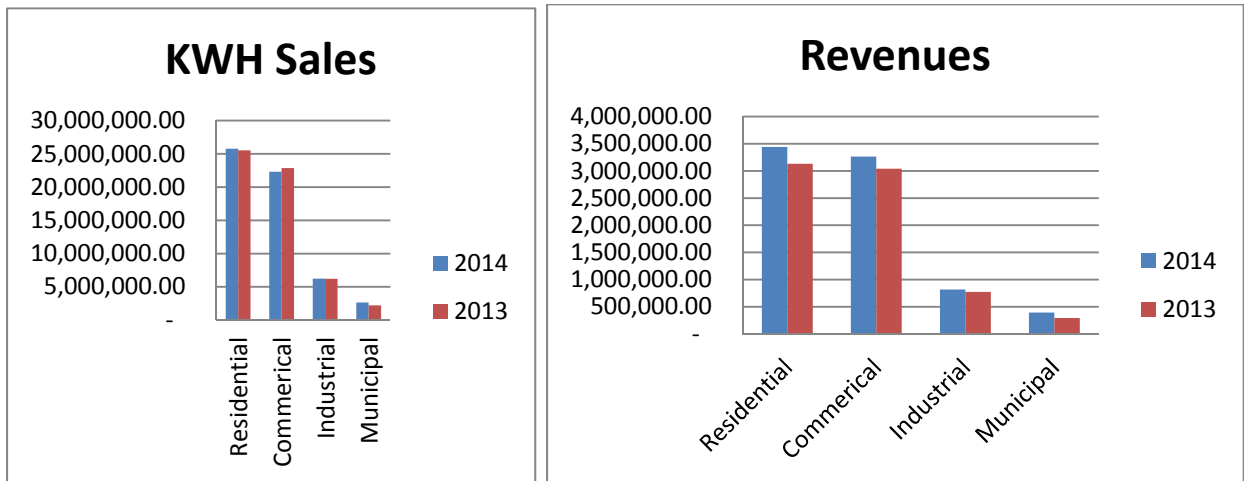 KWH Sales
30,000,000.00
25,000,000.00
20,000,000.00
15,000,000.00
10,000,000.00
5,000,000.00
-
Residential
Commerical
Industrial
Municipal
2014
2013
Revenues
4,000,000.00
3,500,000.00
3,000,000.00
2,500,000.00
2,000,000.00
1,500,000.00
1,000,000.00
500,000.00
-
Residential
Commerical
Industrial
Municipal
2014
2013